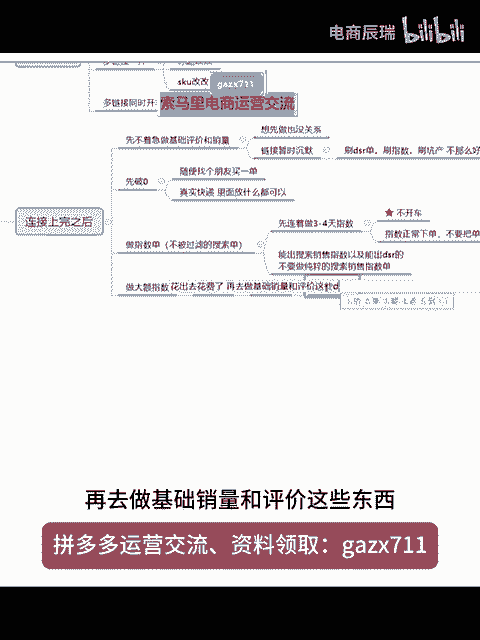 电商辰瑞 bilibili
sku改改
gazx711
多链接同时开
索马里电商运营交流
先不着急做基础评价和销量
想先做也没关系
链接暂时沉默
刷dsr单，刷指数，刷坑产 不那么好
先破0
随便找个朋友买一单
真实快递 里面放什么都可以
连接上完之后
做指数单（不被过滤的搜索单）
先连着做3-4天指数
不开车
指数正常下单，不要把单
能出搜索销售指数以及能出dsr的
不要做纯粹的搜索销售指数单
做大额指数花出去花费了 再去做基础销量和评价这些d
再去做基础销量和评价这些东西
拼多多运营交流、资料领取：gazx711